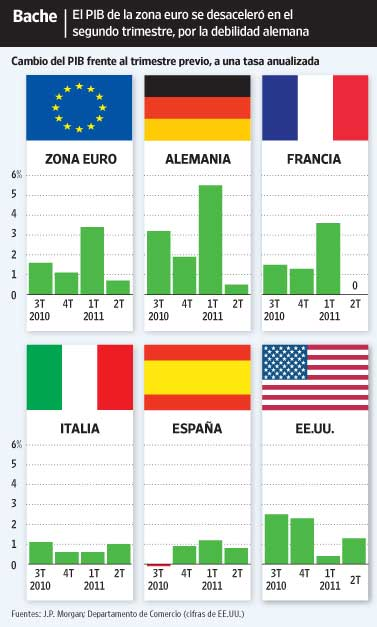 Bache
El PIB de la zona euro se desaceleró en el
segundo trimestre, por la debilidad alemana
Cambio del PIB frente al trimestre previo, a una tasa anualizada
ZONA EURO ALEMANIA FRANCIA
6%
5
4
3
2
1
0
0
3T 4T 1T 2T 3T 4T 1T 2T 3T 4T 1T 2T
2010 2011 2010 2011 2010 2011
ITALIA ESPAÑA EE.UU.
6%
5
4
3
2
1
0
3T 4T 1T 2T 3T 4T 1T 2T 3T 4T 1T 2T
2010 2011 2010 2011 2010 2011
Fuentes: J.P. Morgan; Departamento de Comercio (cifras de EE.UU.)